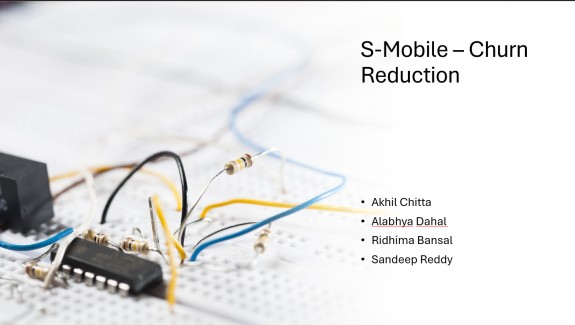 S-Mobile – Churn
Reduction
• Akhil Chitta
• Alabhya Dahal
• Ridhima Bansal
• Sandeep Reddy